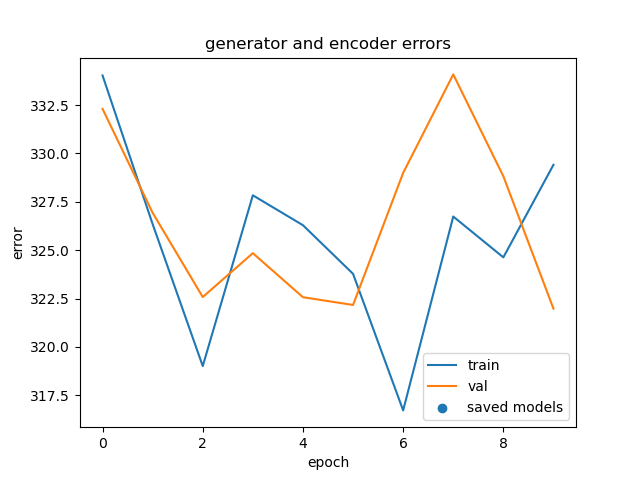 generator and encoder errors
332.5
330.0
327.5
325.0
322.5
320.0
317.5
error
0 2 4 6 8
epoch
train
val
saved models